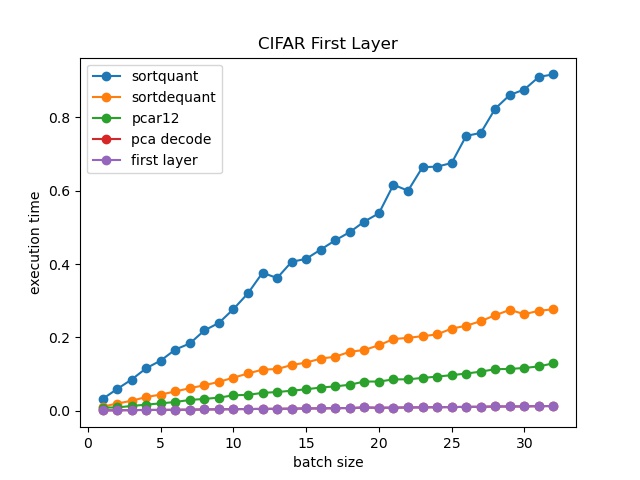 CIFAR First Layer
sortquant
sortdequant
pcar12
pca decode
first layer
execution time
0.8
0.6
0.4
0.2
0.0
0 5 10 15 20 25 30
batch size